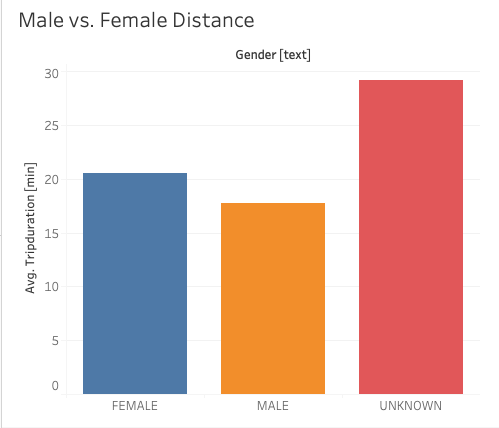 Male vs. Female Distance
Gender [text]
Avg. Tripduration [min]
30
25
20
15
10
5
0
FEMALE MALE UNKNOWN